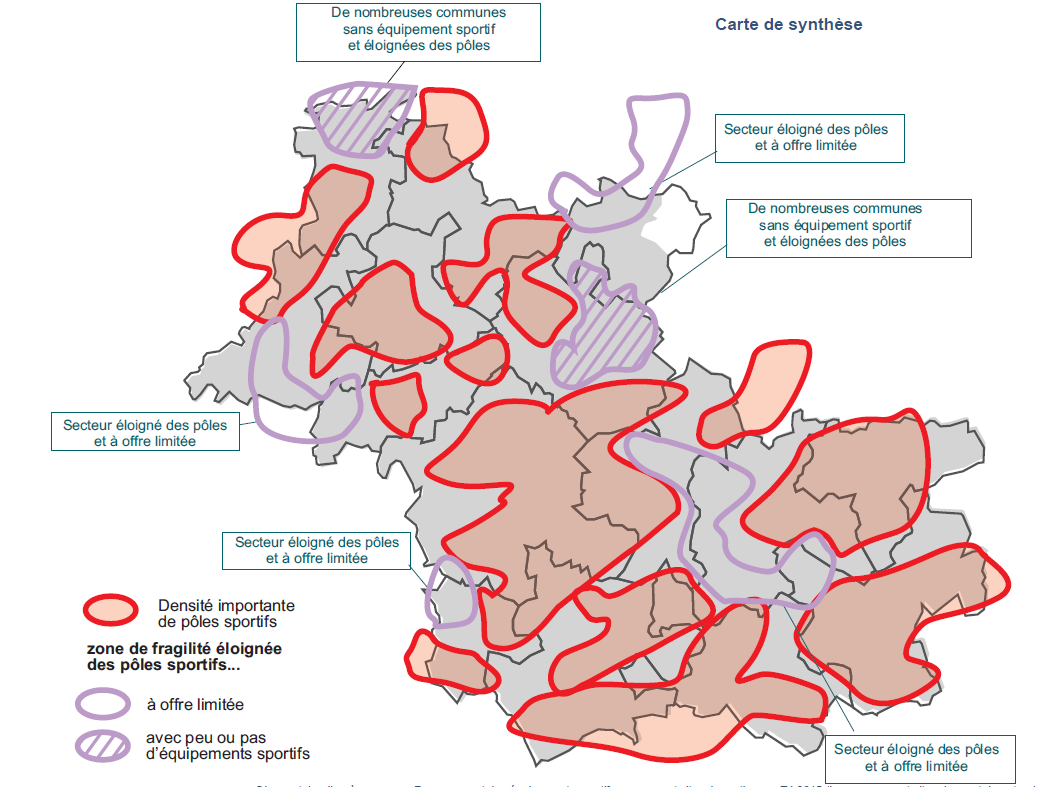 De nombreuses communes
sans équipement sportif
et éloignées des pôles
Carte de synthèse
Secteur éloigné des pôles
et à offre limitée
De nombreuses communes
sans équipement sportif
et éloignées des pôles
Secteur éloigné des pôles
et à offre limitée
Secteur éloigné des pôles
et à offre limitée
Densité importante
de pôles sportifs
zone de fragilité éloignée
des pôles sportifs...
à offre limitée
avec peu ou pas
d'équipements sportifs
Secteur éloigné des pôles
et à offre limitée